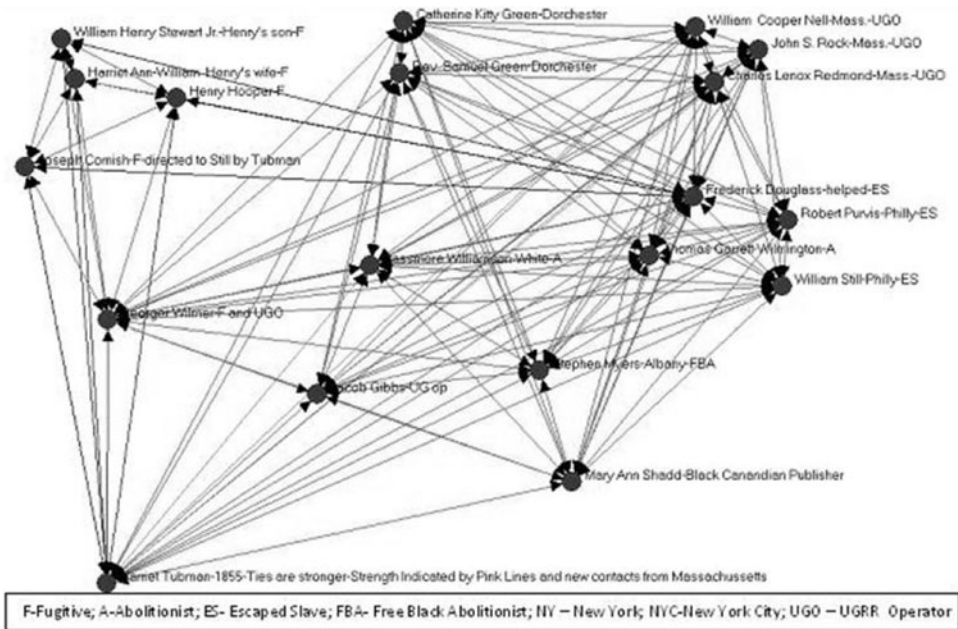 Catherine Kitty Green-Dorchester
William Cooper Nell-Mass.-UGO
William Henry Stewart Jr.-Henry's son-F
John S. Rock-Mass.-UGO
Rev. Samuel Green-Dorchester
Harriet Ann-William-Henry's wife-F
Charles Lenox Redmond-Mass.-UGO
Henry Hooper-F
Joseph Cornish-F-directed to Still by Tubman
Frederick Douglass-helped-ES
Robert Purvis-Philly-ES
Thomas Garrett-Wilmington-A
Passmore Williamson-White-A
William Still-Philly-ES
Wilmer-F and UGO
Stephen Myers-Albany-FBA
Jacob Gibbs-UG op
Mary Ann Shadd-Black Canandian Publisher
Harriet Tubman-1855-Ties are stronger-Strength Indicated by Pink Lines and new contacts from Massachussetts
F-Fugitive; A-Abolitionist; ES- Escaped Slave; FBA- Free Black Abolitionist; NY – New York; NYC-New York City; UGO – UGRR Operator